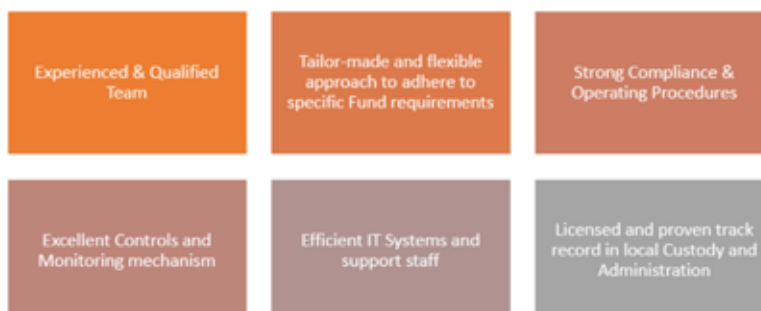 Experienced & Qualified
Team
Tailor-made and flexible
approach to adhere to
specific Fund requirements
Strong Compliance &
Operating Procedures
Excellent Controls and
Monitoring mechanism
Efficient IT Systems and
support staff
Licensed and proven track
record in local Custody and
Administration